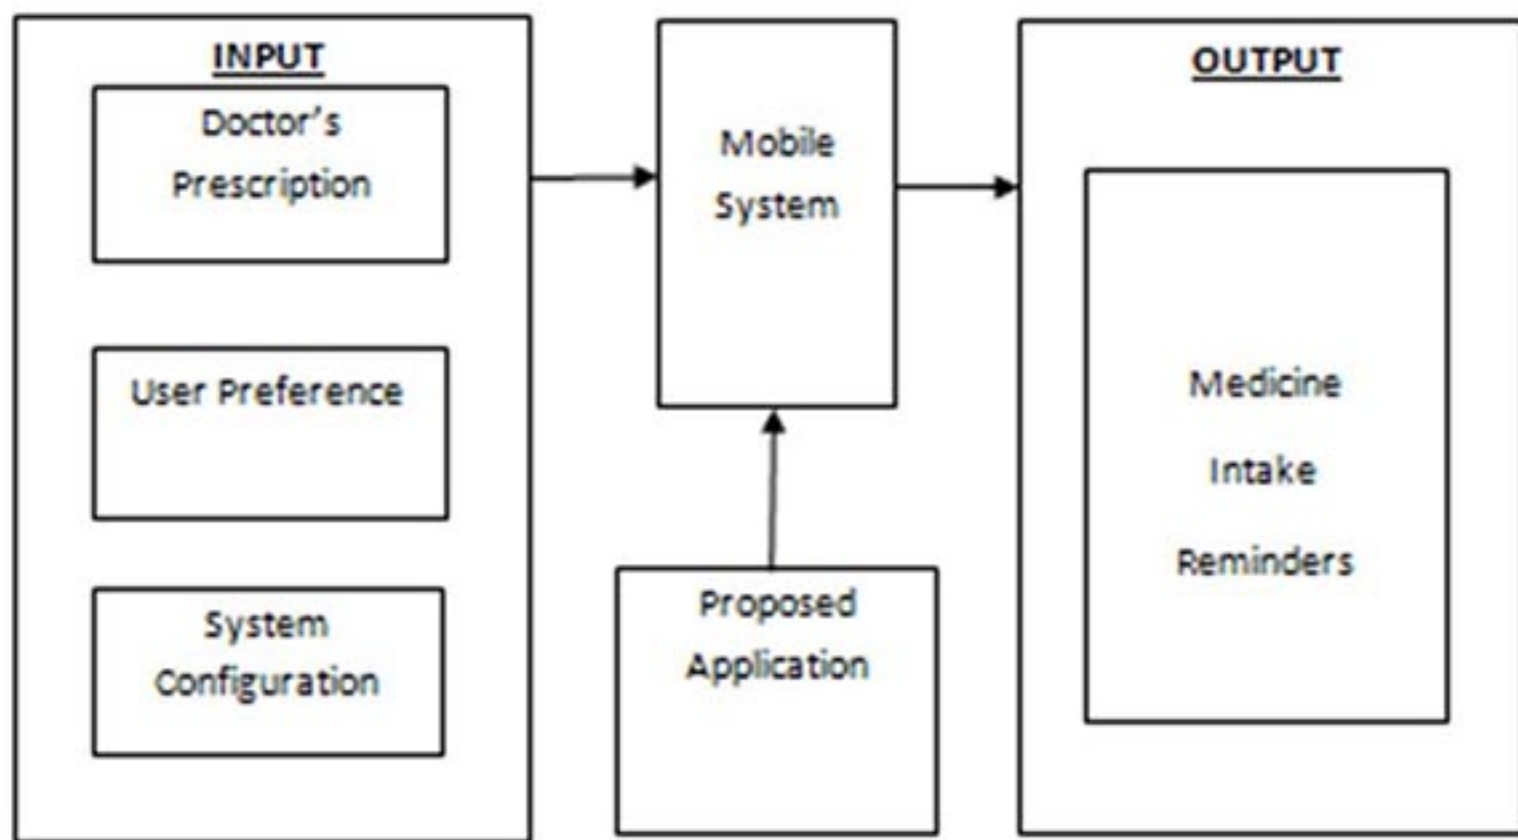 INPUT
Doctor's
Prescription
User Preference
System
Configuration
Mobile
System
Proposed
Application
OUTPUT
Medicine
Intake
Reminders